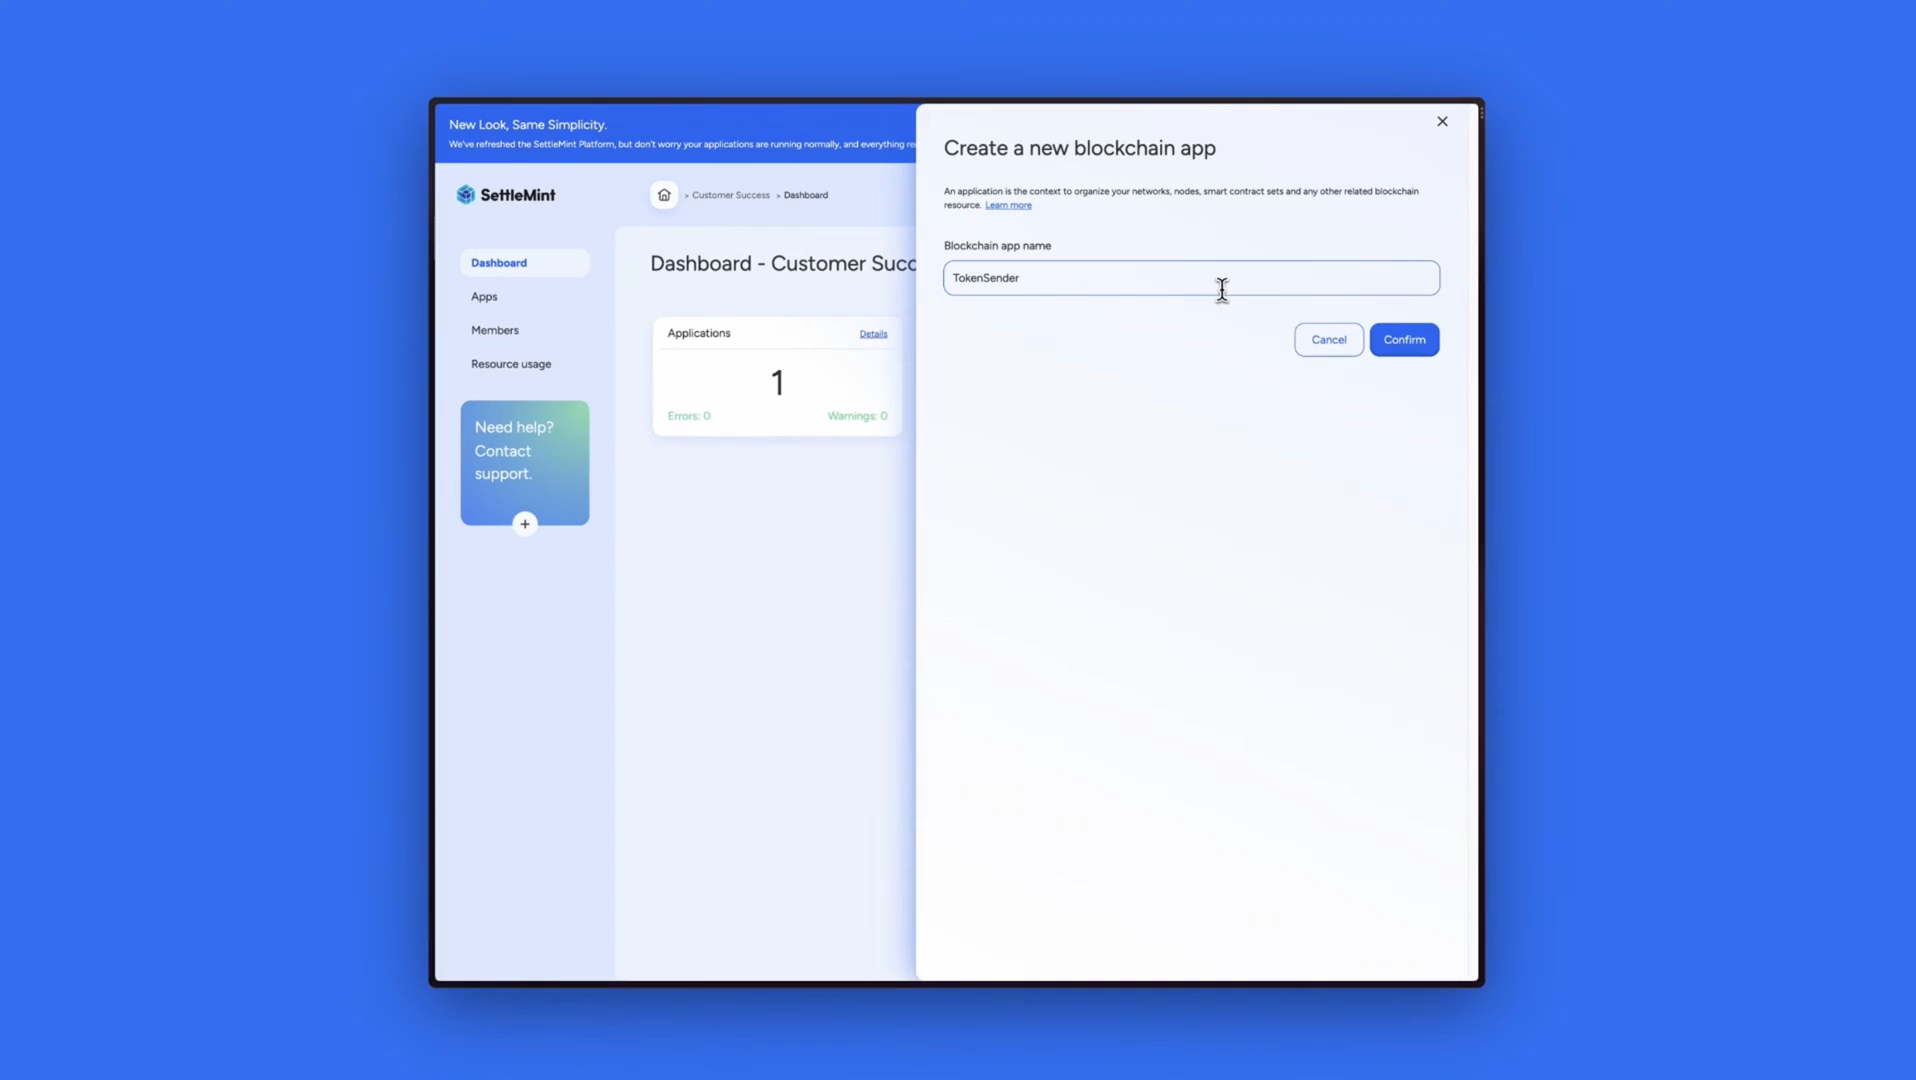 New Look, Same Simplicity.
We've refreshed the SettleMint Platform, but don't worry your applications are running normally, and everything
SettleMint
> Customer Success > Dashboard
Dashboard
Apps
Members
Resource usage
Need help?
Contact
support.
+
Dashboard - Customer Succ
Applications
Details
1
Errors: 0
Warnings: 0
Create a new blockchain app
An application is the context to organize your networks, nodes, smart contract sets and any other related blockchain
resource. Learn more
Blockchain app name
TokenSender
Cancel
Confirm